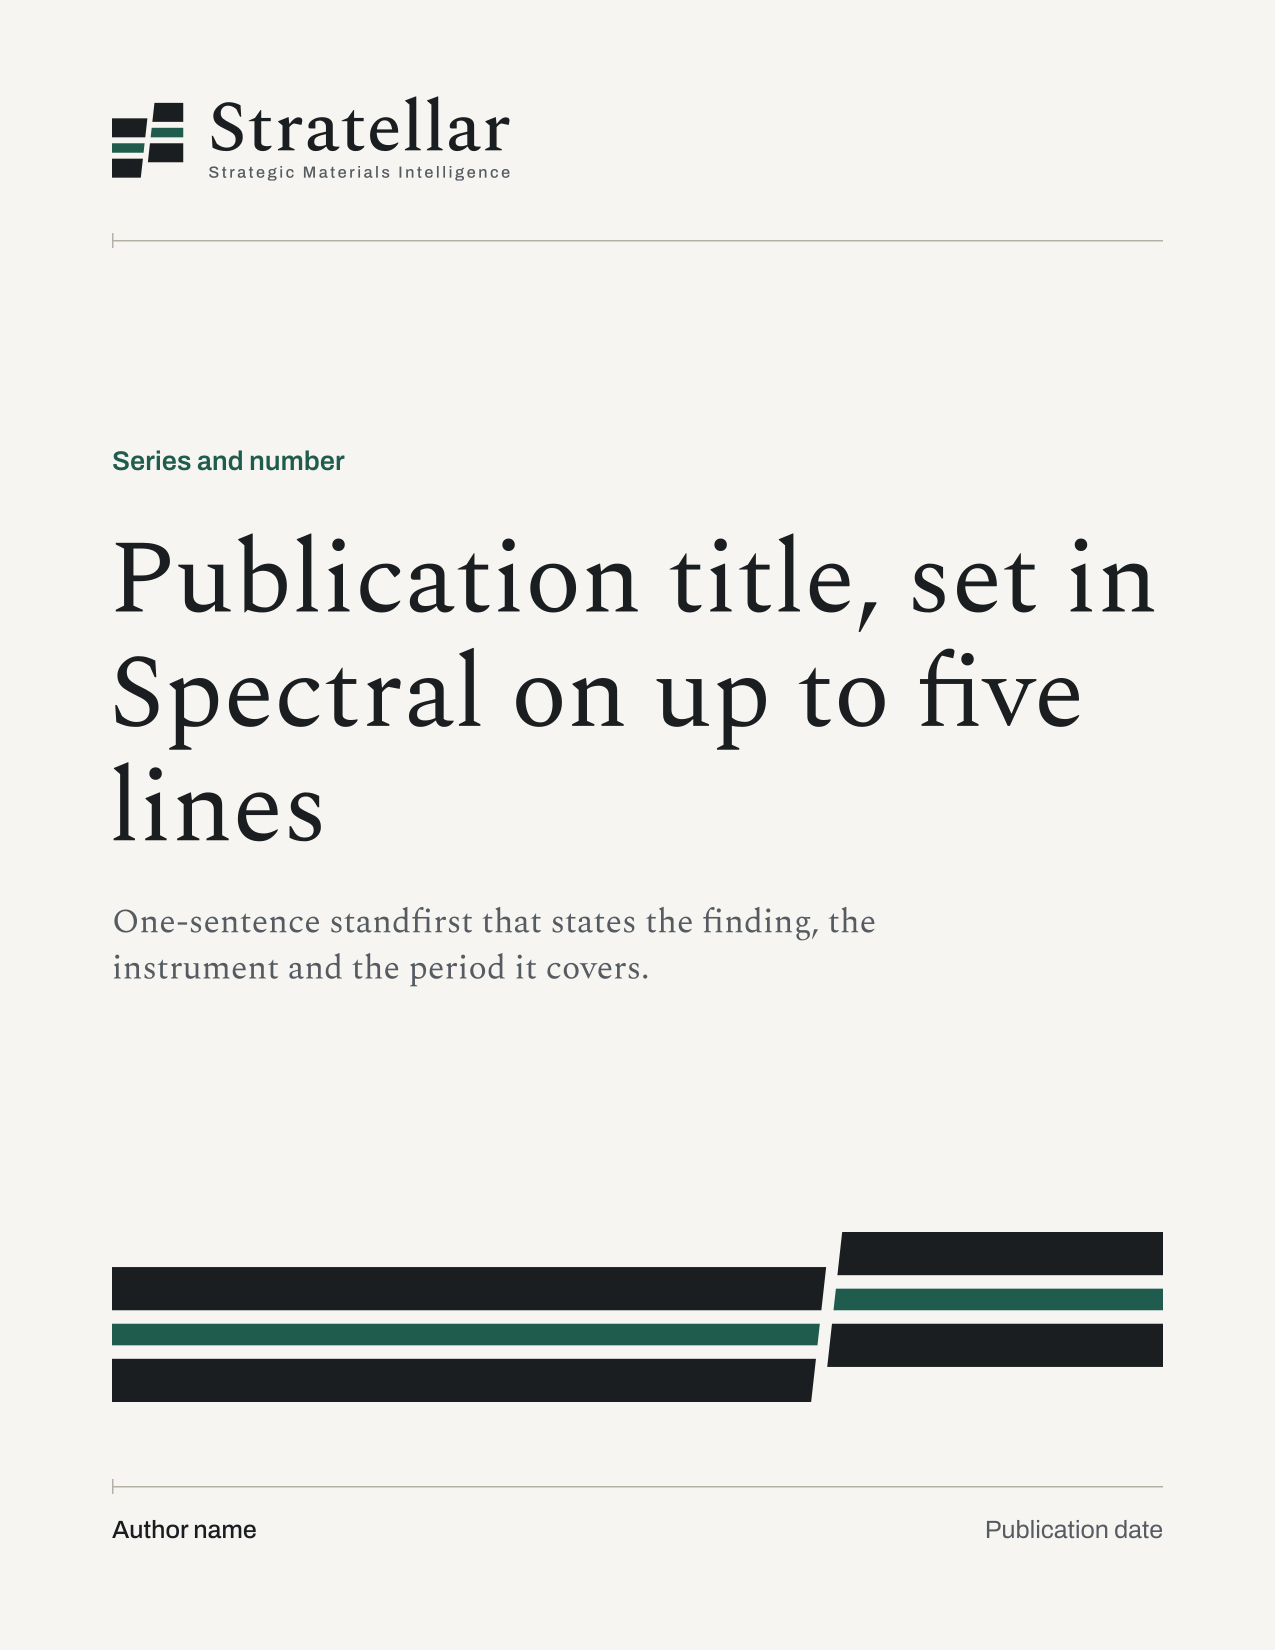 Stratellar
Strategic Materials Intelligence
Series and number
Publication title, set in
Spectral on up to five
lines
One-sentence standfirst that states the finding, the
instrument and the period it covers.
Author name
Publication date